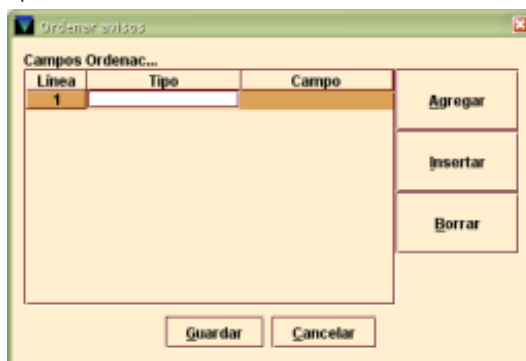 Ordenar avisos
Campos Ordenac...
Línea Tipo Campo
1
Agregar
Insertar
Borrar
Guardar Cancelar